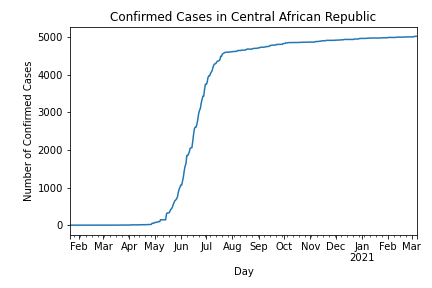 Confirmed Cases in Central African Republic
5000
4000
3000
2000
1000
0
Number of Confirmed Cases
Feb Mar Apr May Jun Jul Aug Sep Oct Nov Dec Jan Feb Mar
2021
Day